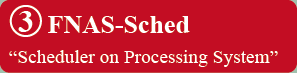 ③ FNAS-Sched
“Scheduler on Processing System”